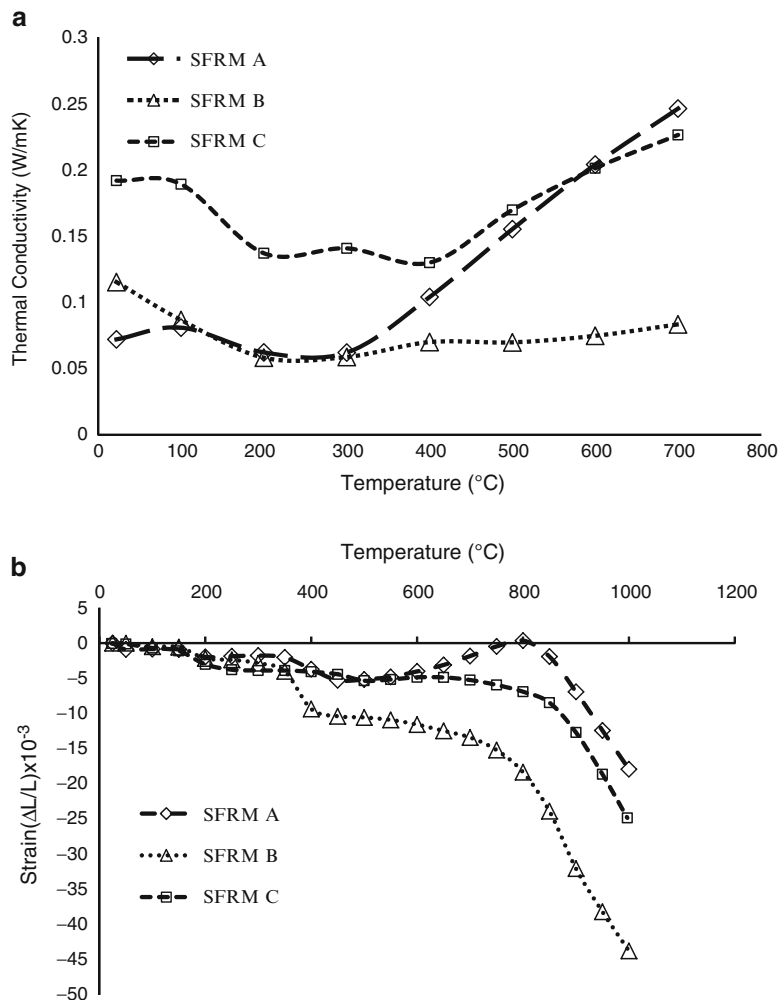 a
0.3
0.25
0.2
0.15
0.1
0.05
0
Thermal Conductivity (W/mK)
SFRM A
SFRM B
SFRM C
0 100 200 300 400 500 600 700 800
Temperature (°C)
b
Temperature (°C)
0 200 400 600 800 1000 1200
5
0
−5
−10
−15
−20
−25
−30
−35
−40
−45
−50
Strain(ΔL/L)x10-3
SFRM A
SFRM B
SFRM C